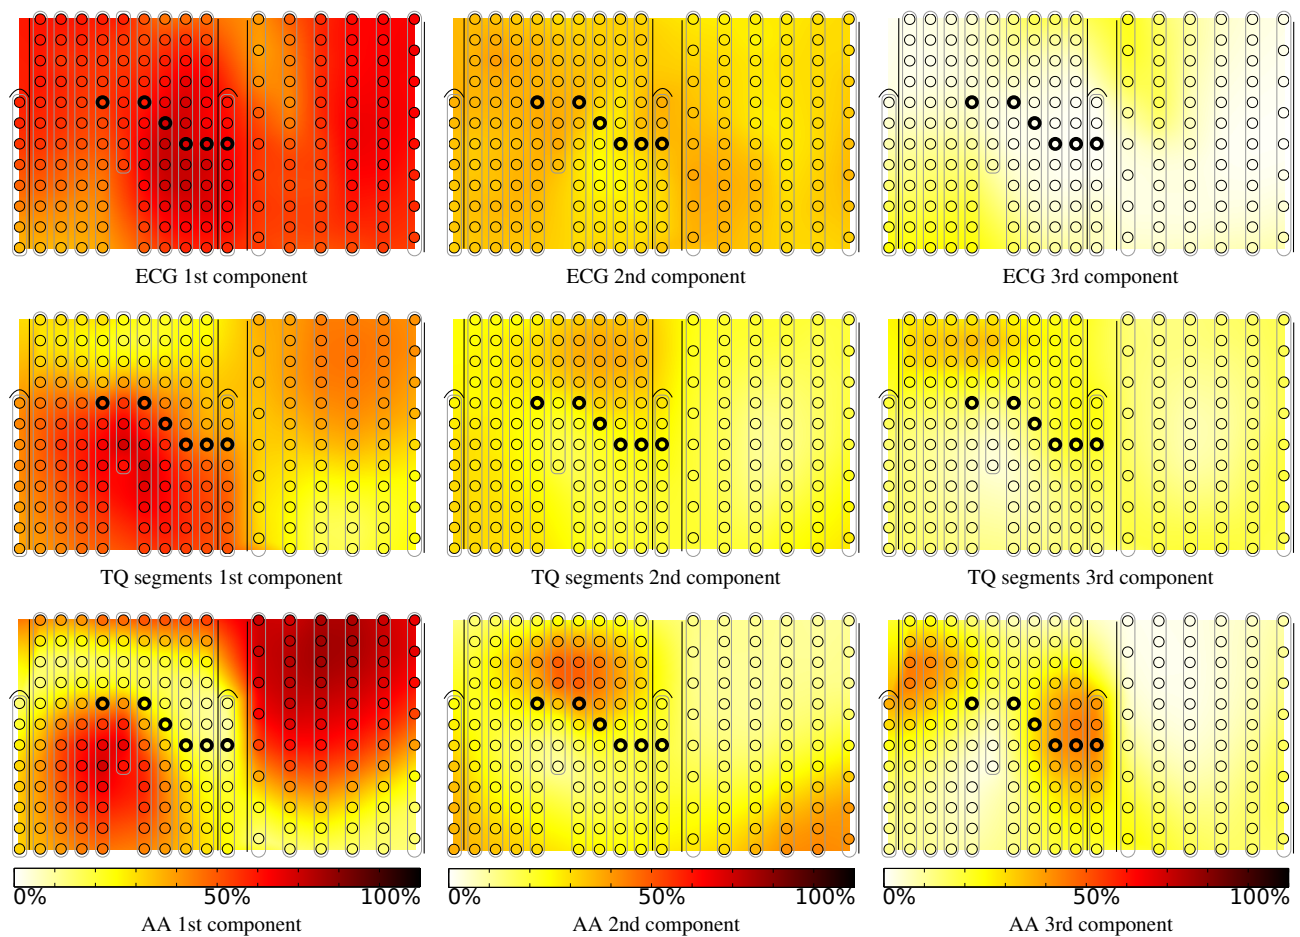 ECG 1st component
ECG 2nd component
ECG 3rd component
TQ segments 1st component
TQ segments 2nd component
TQ segments 3rd component
0% 50% 100%
0% 50% 100%
0% 50% 100%
AA 1st component
AA 2nd component
AA 3rd component